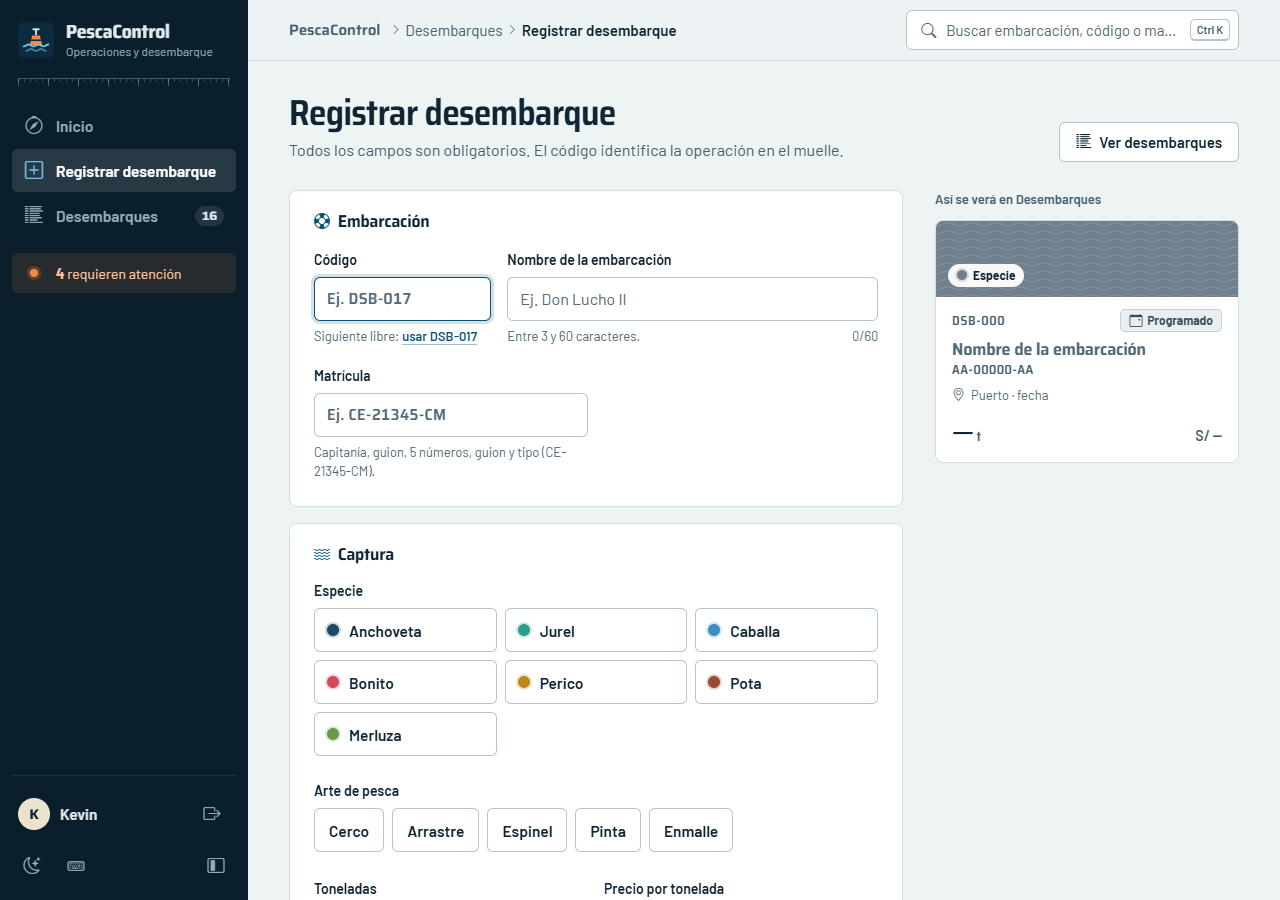 PescaControl
Operaciones y desembarque
Inicio
Registrar desembarque
Desembarques 16
4 requieren atención
K Kevin
PescaControl > Desembarques > Registrar desembarque
Buscar embarcación, código o ma... Ctrl K
Registrar desembarque
Todos los campos son obligatorios. El código identifica la operación en el muelle.
Ver desembarques
Embarcación
Código Nombre de la embarcación
Ej. DSB-017 Ej. Don Lucho II
Siguiente libre: usar DSB-017 Entre 3 y 60 caracteres. 0/60
Matrícula
Ej. CE-21345-CM
Capitanía, guion, 5 números, guion y tipo (CE-
21345-CM).
Captura
Especie
Anchoveta Jurel Caballa
Bonito Perico Pota
Merluza
Arte de pesca
Cerco Arrastre Espinel Pinta Enmalle
Toneladas Precio por tonelada
Así se verá en Desembarques
Especie
DSB-000 Programado
Nombre de la embarcación
AA-00000-AA
Puerto · fecha
— t S/ —